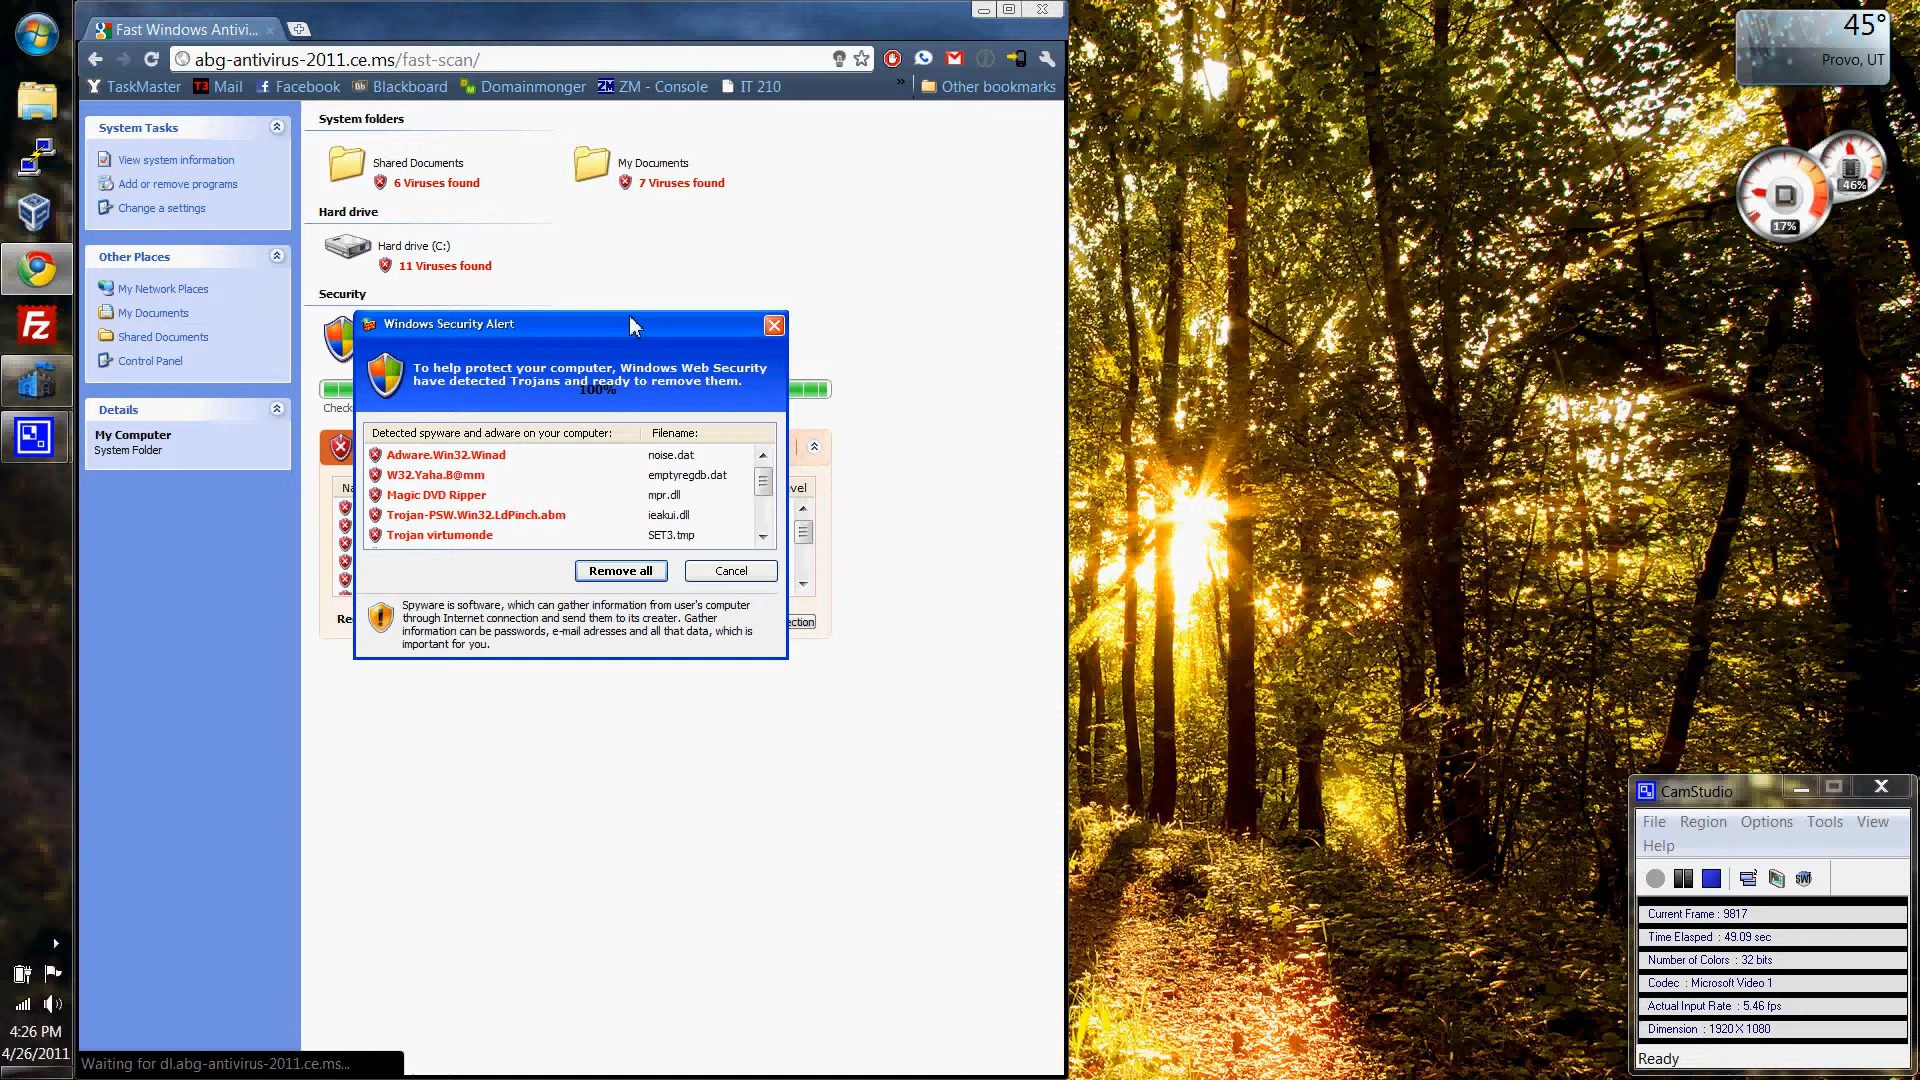 Fast Windows Antivi...
abg-antivirus-2011.ce.ms/fast-scan/
TaskMaster
Mail
Facebook
Blackboard
Domainmonger
ZM - Console
IT 210
»
Other bookmarks
System Tasks
View system information
Add or remove programs
Change a settings
Other Places
My Network Places
My Documents
Shared Documents
Control Panel
Details
My Computer
System Folder
System folders
Shared Documents
6 Viruses found
My Documents
7 Viruses found
Hard drive
Hard drive (C:)
11 Viruses found
Security
Windows Security Alert
To help protect your computer, Windows Web Security
have detected Trojans and ready to remove them.
100%
Check
Detected spyware and adware on your computer: Filename:
Adware.Win32.Winad noise.dat
W32.Yaha.B@mm emptyregdb.dat
Magic DVD Ripper mpr.dll
Trojan-PSW.Win32.LdPinch.abm ieakui.dll
Trojan virtumonde SET3.tmp
Na
vel
Remove all
Cancel
Re
ection
Spyware is software, which can gather information from user's computer
through Internet connection and send them to its creater. Gather
information can be passwords, e-mail adresses and all that data, which is
important for you.
Waiting for dl.abg-antivirus-2011.ce.ms...
4:26 PM
4/26/2011
45°
Provo, UT
46%
17%
CamStudio
File Region Options Tools View
Help
Current Frame : 9817
Time Elasped : 49.09 sec
Number of Colors : 32 bits
Codec : Microsoft Video 1
Actual Input Rate : 5.46 fps
Dimension : 1920 X 1080
Ready